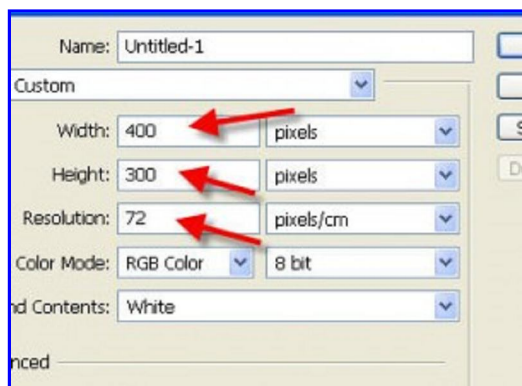 Name: Untitled-1
Custom
Width: 400 pixels
Height: 300 pixels
Resolution: 72 pixels/cm
Color Mode: RGB Color 8 bit
nd Contents: White
nced